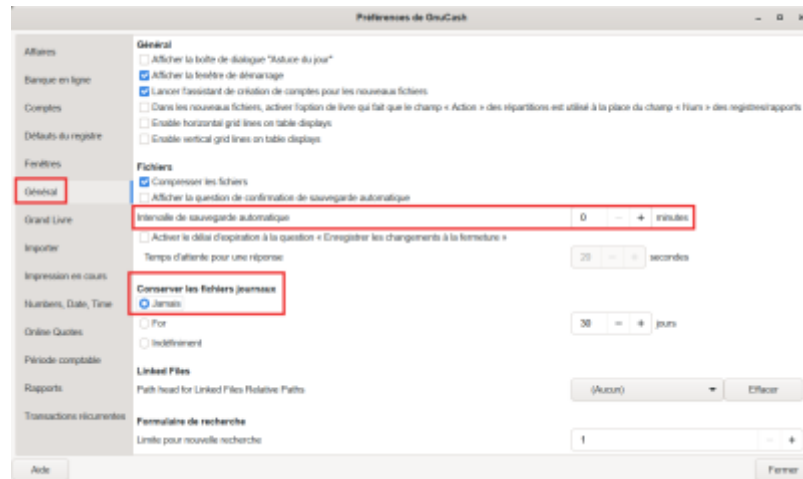 Préférences de GnuCash
Affaires
Banque en ligne
Comptes
Défauts du registre
Fenêtres
Général
Grand Livre
Importer
Impression en cours
Numbers, Date, Time
Online Quotes
Période comptable
Rapports
Transactions récurrentes
Général
Afficher la boîte de dialogue "Astuce du jour"
Afficher la fenêtre de démarrage
Lancer l'assistant de création de comptes pour les nouveaux fichiers
Dans les nouveaux fichiers, activer l'option de livre qui fait que le champ « Action » des répartitions est utilisé à la place du champ « Num » des registres/rapports
Enable horizontal grid lines on table displays
Enable vertical grid lines on table displays
Fichiers
Compresser les fichiers
Afficher la question de confirmation de sauvegarde automatique
Intervalle de sauvegarde automatique 0 − + minutes
Activer le délai d'expiration à la question « Enregistrer les changements à la fermeture »
Temps d'attente pour une réponse 20 − + secondes
Conserver les fichiers journaux
Jamais
For 30 − + jours
Indéfiniment
Linked Files
Path head for Linked Files Relative Paths (Aucun) Effacer
Formulaire de recherche
Limite pour nouvelle recherche 1 − +
Aide Fermer